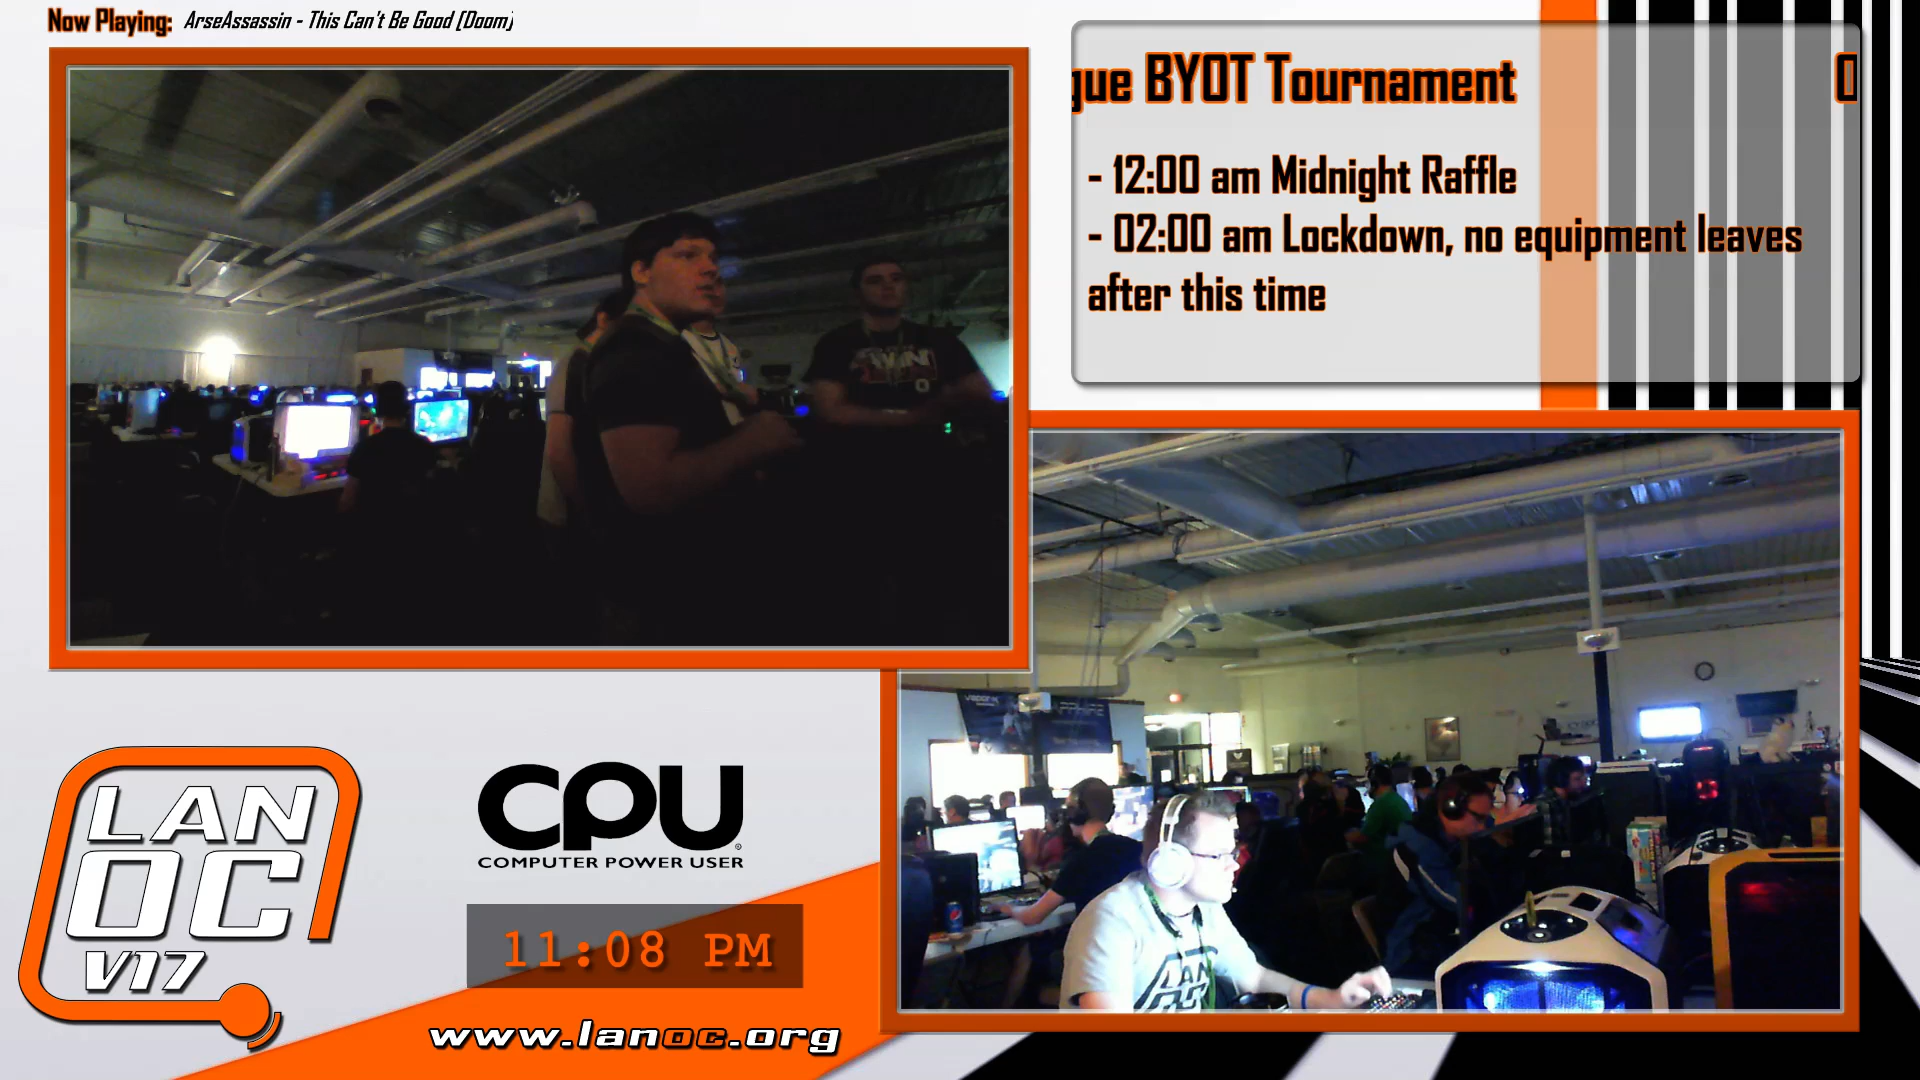 Now Playing: ArseAssassin - This Can't Be Good [Doom]
gue BYOT Tournament
- 12:00 am Midnight Raffle
- 02:00 am Lockdown, no equipment leaves
after this time
LAN
OC
V17
CPU
COMPUTER POWER USER
11:08 PM
www.lanoc.org
LAN
OC